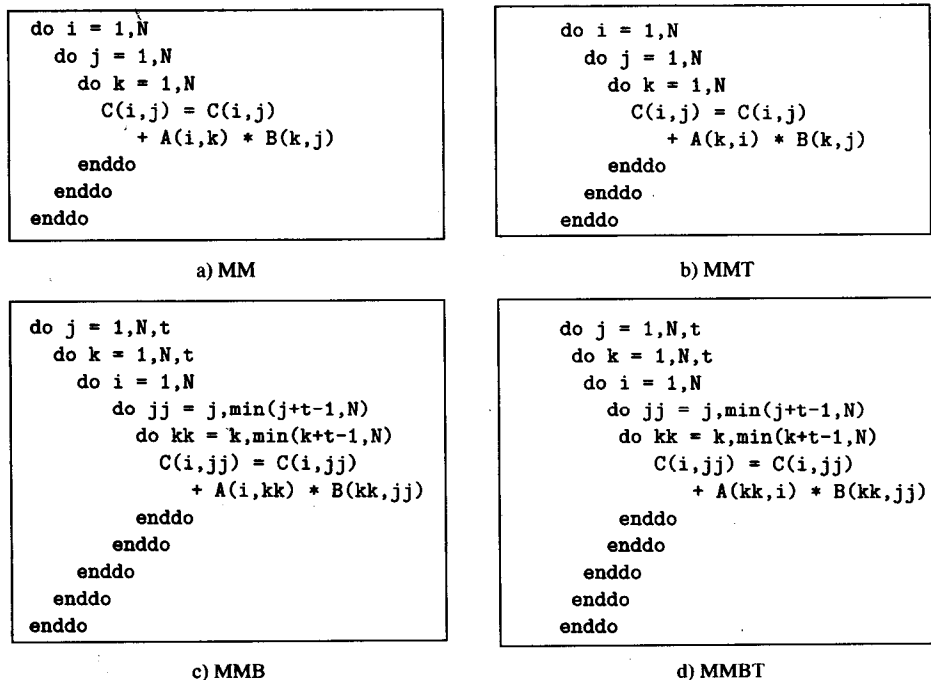 do i = 1,N
do j = 1,N
do k = 1,N
C(i,j) = C(i,j)
+ A(i,k) * B(k,j)
enddo
enddo
enddo
a) MM
do i = 1,N
do j = 1,N
do k = 1,N
C(i,j) = C(i,j)
+ A(k,i) * B(k,j)
enddo
enddo
enddo
b) MMT
do j = 1,N,t
do k = 1,N,t
do i = 1,N
do jj = j,min(j+t-1,N)
do kk = k,min(k+t-1,N)
C(i,jj) = C(i,jj)
+ A(i,kk) * B(kk,jj)
enddo
enddo
enddo
enddo
enddo
c) MMB
do j = 1,N,t
do k = 1,N,t
do i = 1,N
do jj = j,min(j+t-1,N)
do kk = k,min(k+t-1,N)
C(i,jj) = C(i,jj)
+ A(kk,i) * B(kk,jj)
enddo
enddo
enddo
enddo
enddo
d) MMBT